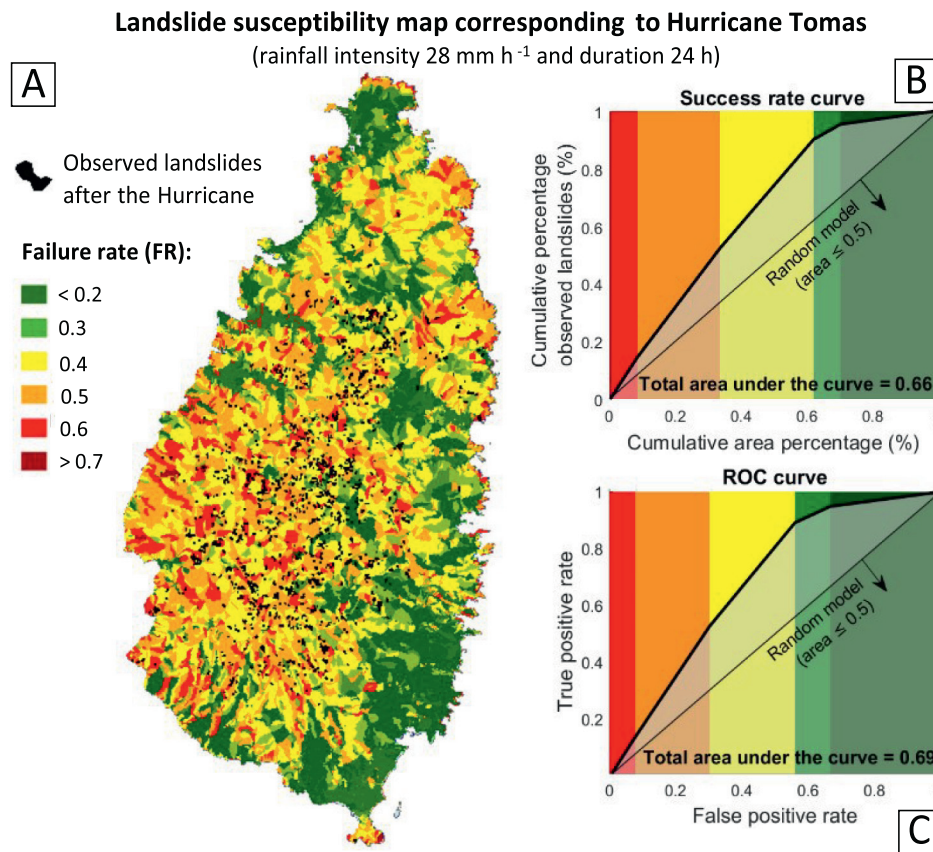 Landslide susceptibility map corresponding to Hurricane Tomas
(rainfall intensity 28 mm h -1 and duration 24 h)
A
Observed landslides
after the Hurricane
Failure rate (FR):
< 0.2
0.3
0.4
0.5
0.6
> 0.7
B
Success rate curve
Cumulative percentage
observed landslides (%)
1
0.8
0.6
0.4
0.2
0
Random model
(area ≤ 0.5)
Total area under the curve = 0.66
0.2
0.4
0.6
0.8
Cumulative area percentage (%)
ROC curve
True positive rate
1
0.8
0.6
0.4
0.2
Random model
(area ≤ 0.5)
Total area under the curve = 0.69
0
0.2
0.4
0.6
0.8
False positive rate
C